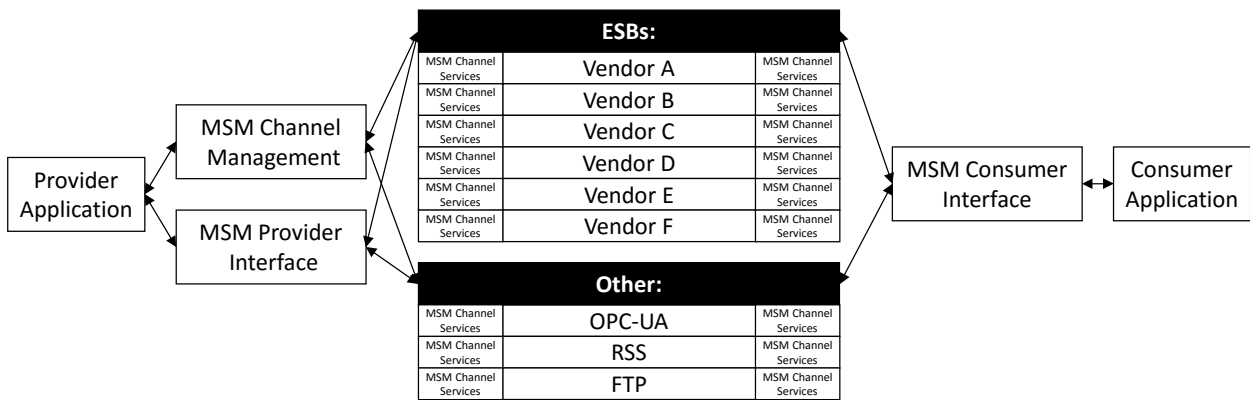 Provider
Application
MSM Channel
Management
MSM Provider
Interface
ESBs:
MSM Channel
Services
Vendor A
MSM Channel
Services
MSM Channel
Services
Vendor B
MSM Channel
Services
MSM Channel
Services
Vendor C
MSM Channel
Services
MSM Channel
Services
Vendor D
MSM Channel
Services
MSM Channel
Services
Vendor E
MSM Channel
Services
MSM Channel
Services
Vendor F
MSM Channel
Services
Other:
MSM Channel
Services
OPC-UA
MSM Channel
Services
MSM Channel
Services
RSS
MSM Channel
Services
MSM Channel
Services
FTP
MSM Channel
Services
MSM Consumer
Interface
Consumer
Application